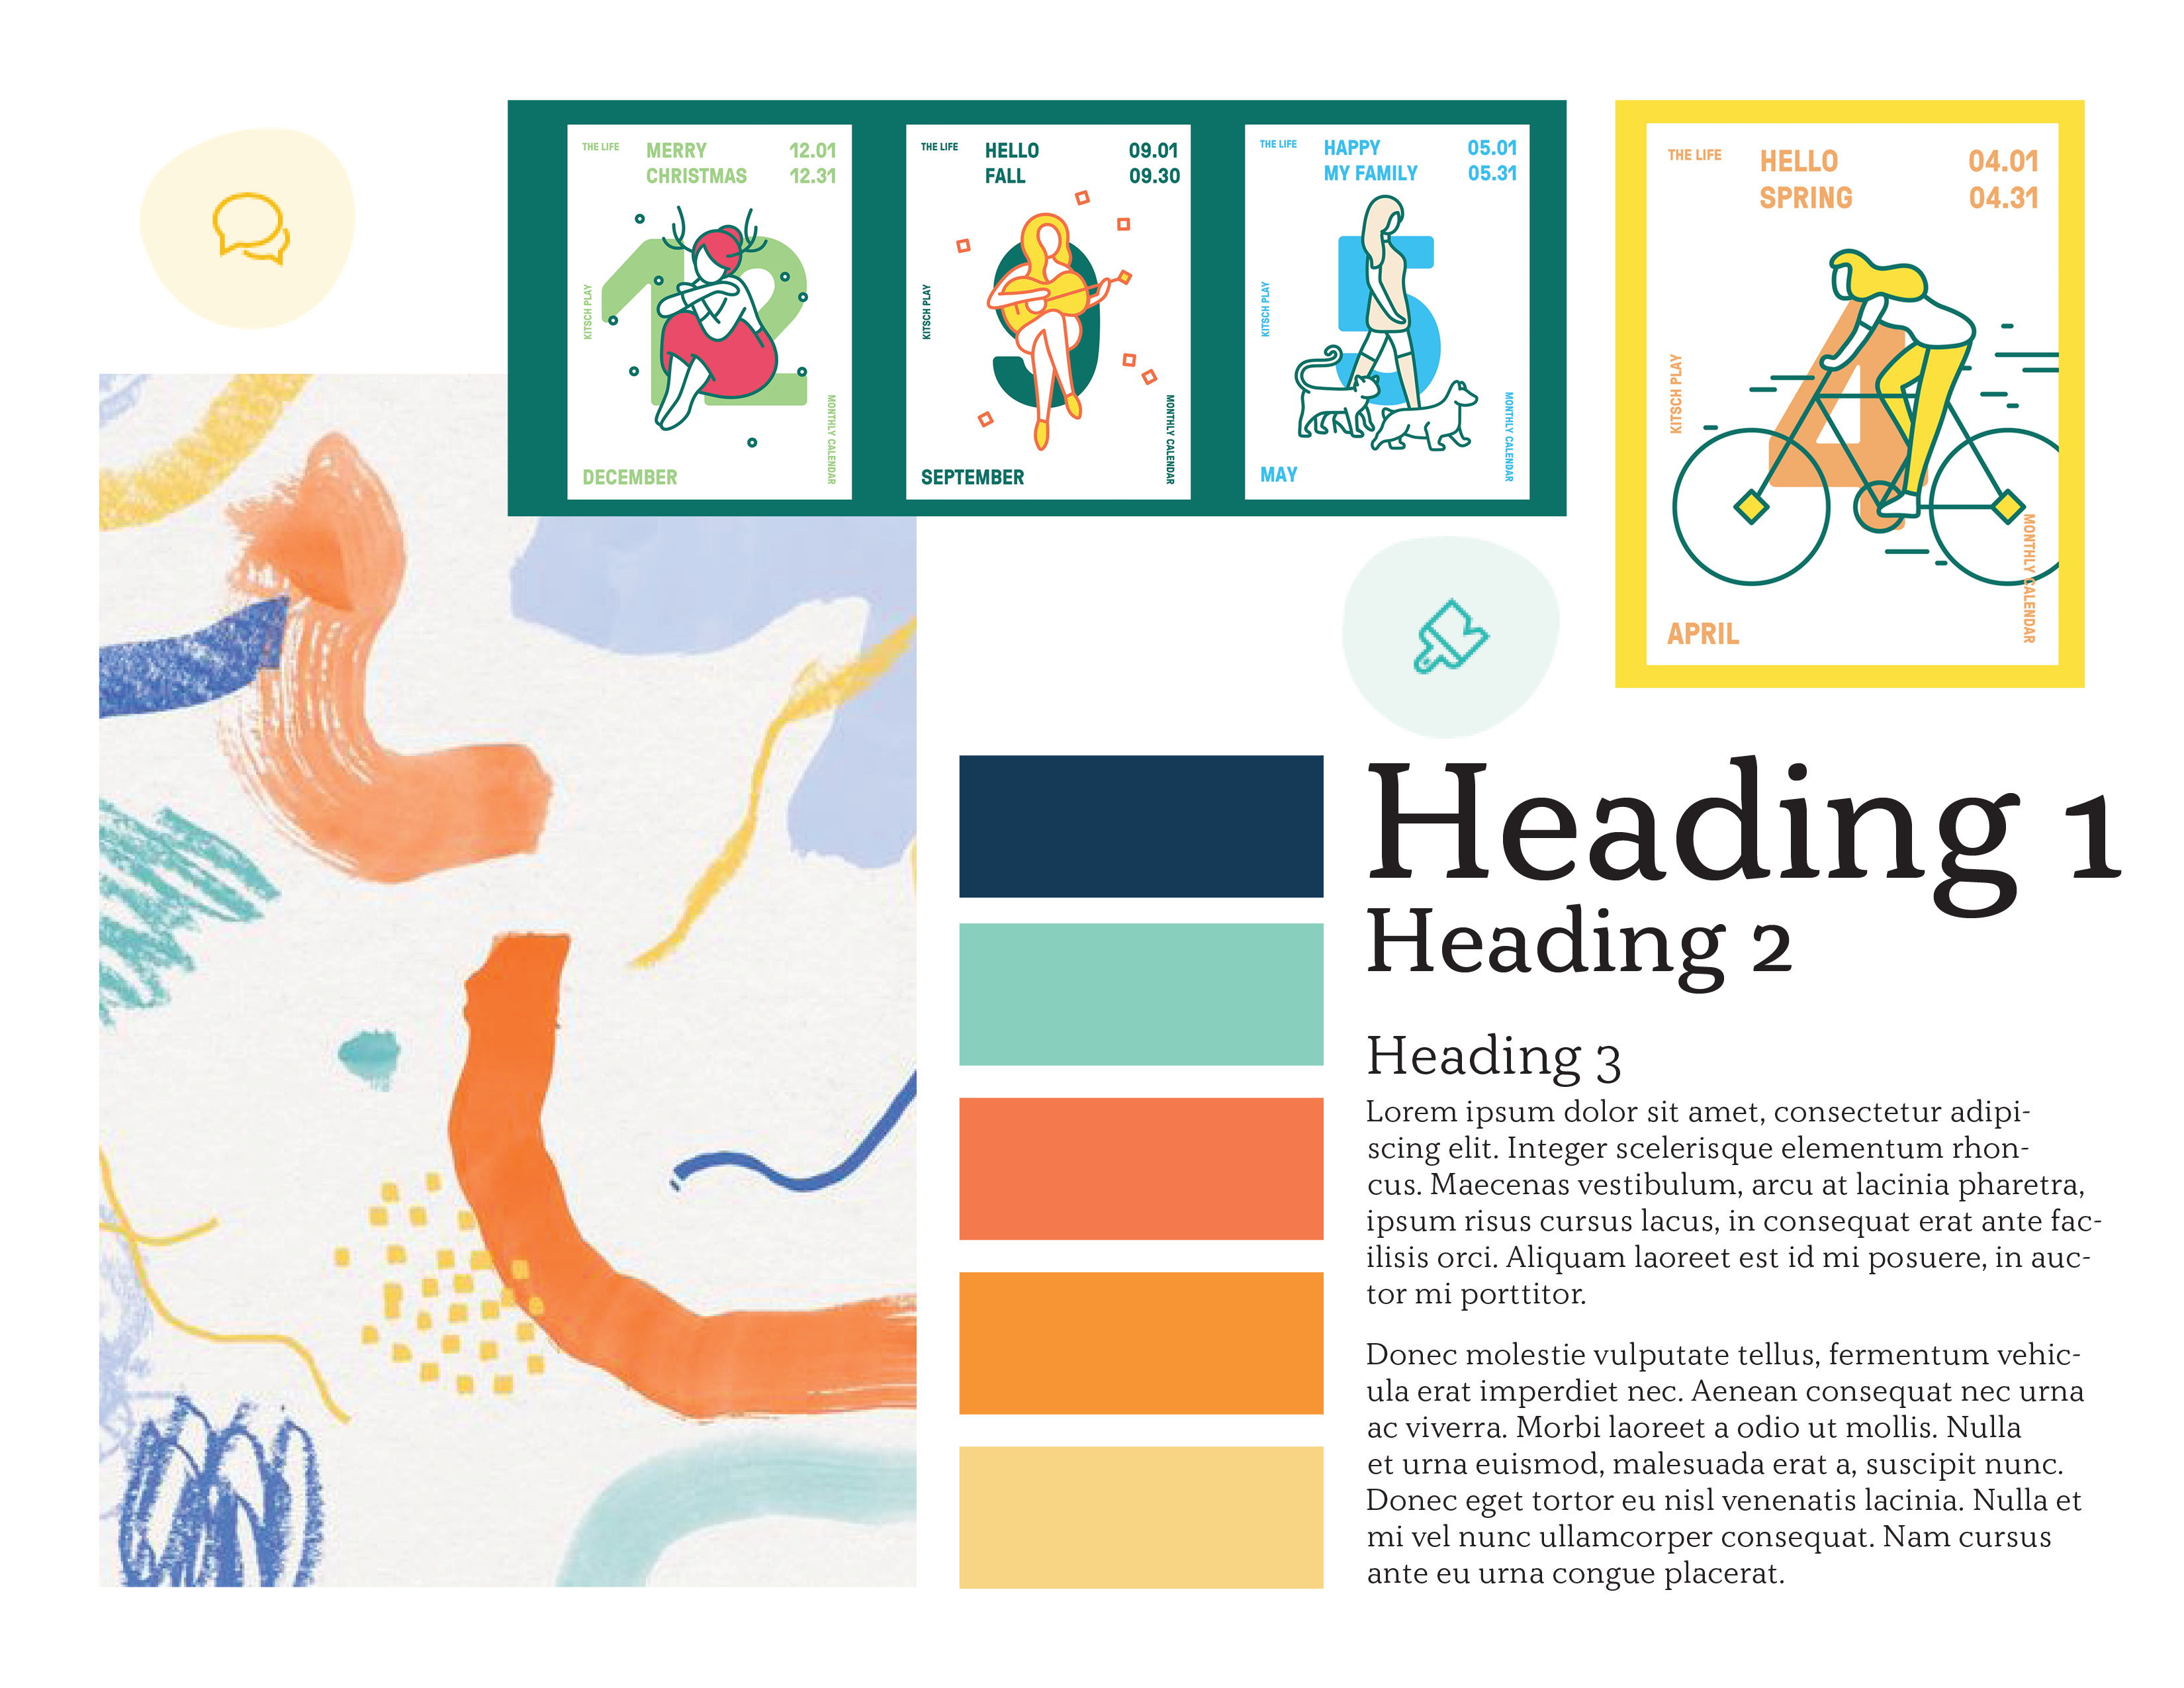 THE LIFE
MERRY
CHRISTMAS
12.01
12.31
12
KITSCH PLAY
MONTHLY CALENDAR
DECEMBER
THE LIFE
HELLO
FALL
09.01
09.30
9
KITSCH PLAY
MONTHLY CALENDAR
SEPTEMBER
THE LIFE
HAPPY
MY FAMILY
05.01
05.31
5
KITSCH PLAY
MONTHLY CALENDAR
MAY
THE LIFE
HELLO
SPRING
04.01
04.31
4
KITSCH PLAY
MONTHLY CALENDAR
APRIL
Heading 1
Heading 2
Heading 3
Lorem ipsum dolor sit amet, consectetur adipi-
scing elit. Integer scelerisque elementum rhon-
cus. Maecenas vestibulum, arcu at lacinia pharetra,
ipsum risus cursus lacus, in consequat erat ante fac-
ilisis orci. Aliquam laoreet est id mi posuere, in auc-
tor mi porttitor.
Donec molestie vulputate tellus, fermentum vehic-
ula erat imperdiet nec. Aenean consequat nec urna
ac viverra. Morbi laoreet a odio ut mollis. Nulla
et urna euismod, malesuada erat a, suscipit nunc.
Donec eget tortor eu nisl venenatis lacinia. Nulla et
mi vel nunc ullamcorper consequat. Nam cursus
ante eu urna congue placerat.